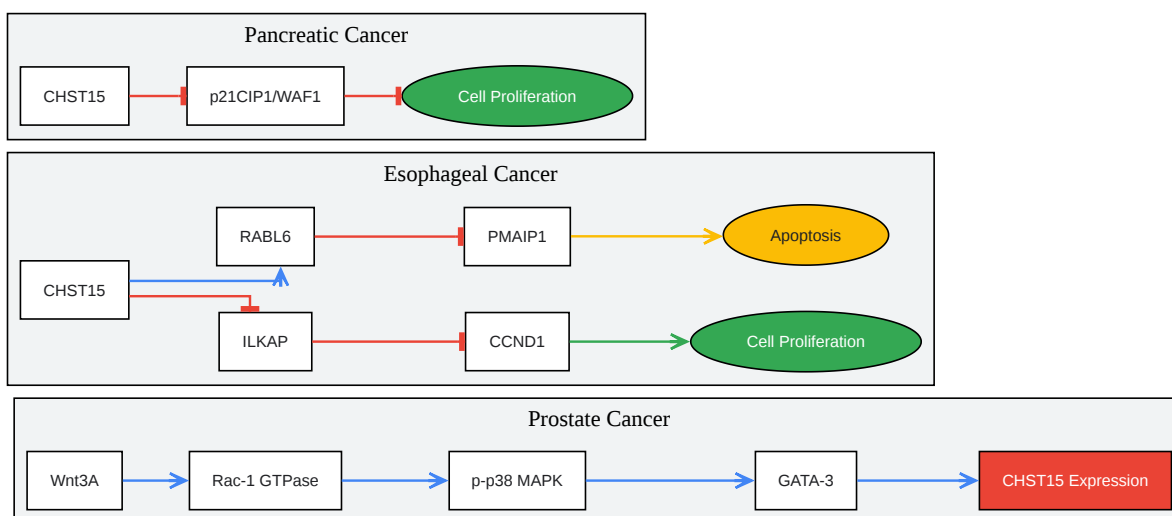 Pancreatic Cancer
CHST15
p21CIP1/WAF1
Cell Proliferation
Esophageal Cancer
RABL6
PMAIP1
Apoptosis
CHST15
ILKAP
CCND1
Cell Proliferation
Prostate Cancer
Wnt3A
Rac-1 GTPase
p-p38 MAPK
GATA-3
CHST15 Expression